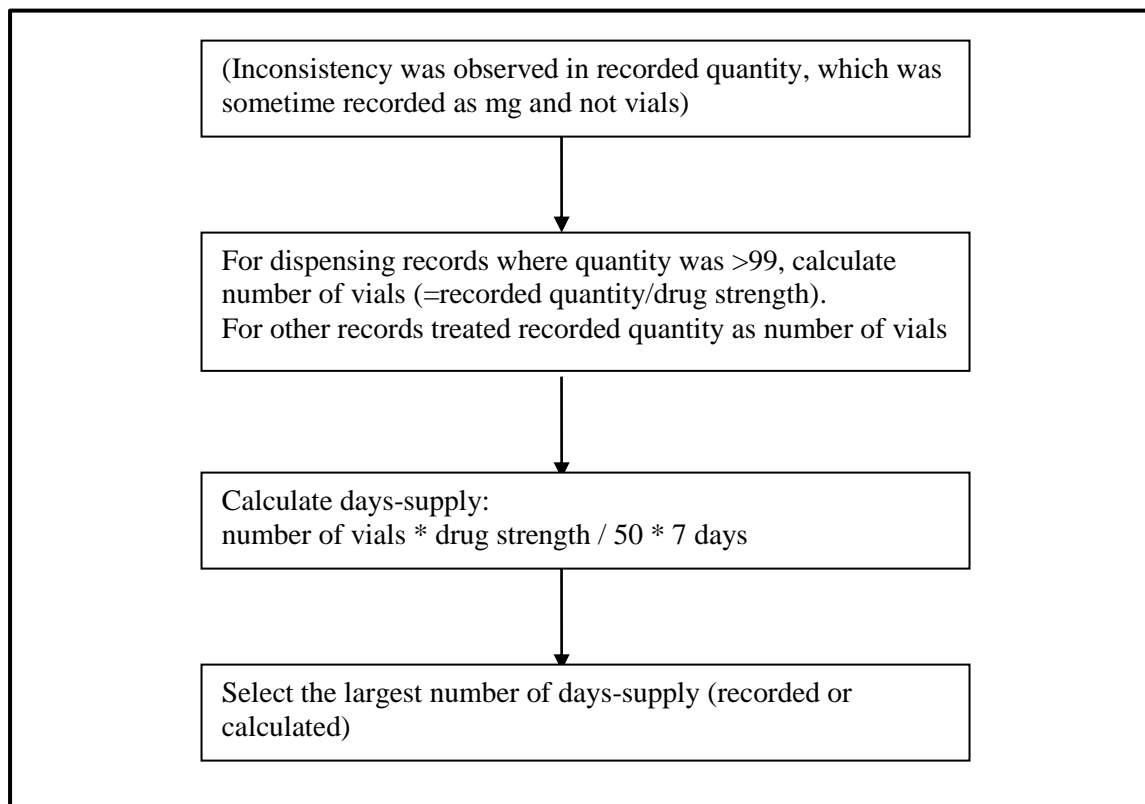 (Inconsistency was observed in recorded quantity, which was
sometime recorded as mg and not vials)
For dispensing records where quantity was >99, calculate
number of vials (=recorded quantity/drug strength).
For other records treated recorded quantity as number of vials
Calculate days-supply:
number of vials * drug strength / 50 * 7 days
Select the largest number of days-supply (recorded or
calculated)